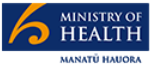 MINISTRY OF
HEALTH
MANATŪ HAUORA